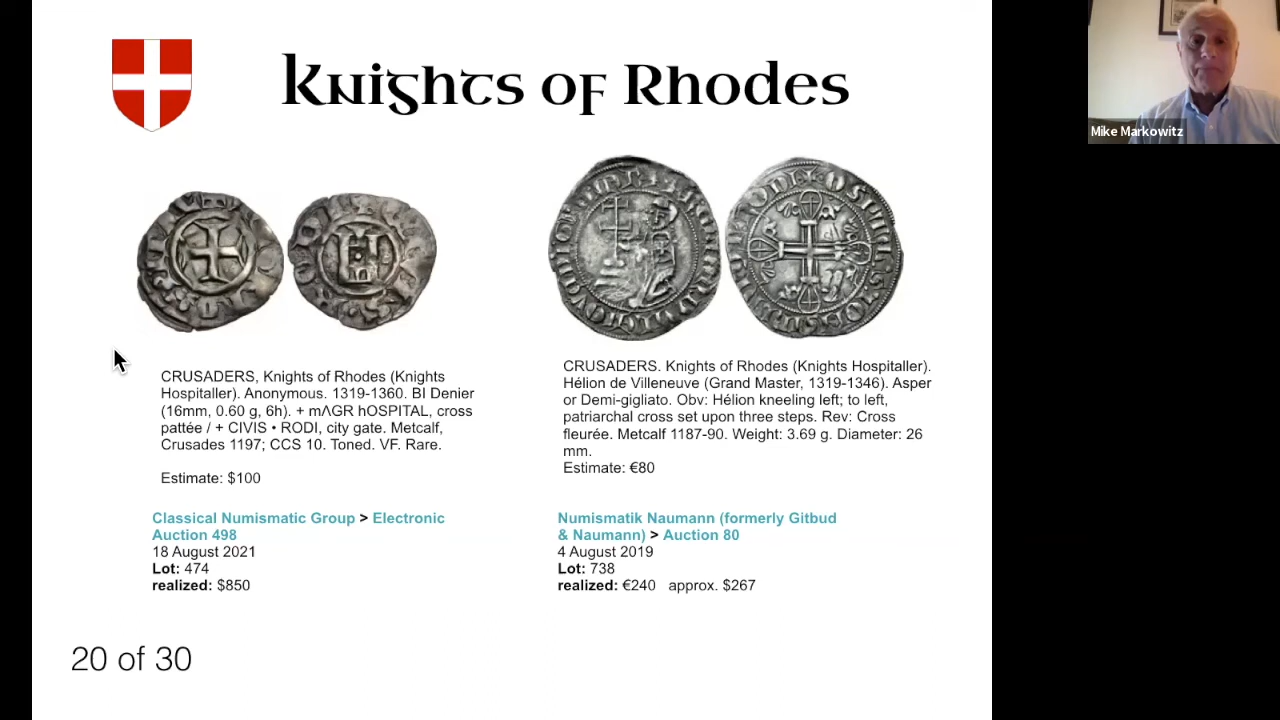 Knights of Rhodes
Mike Markowitz
CRUSADERS, Knights of Rhodes (Knights
Hospitaller). Anonymous. 1319-1360. BI Denier
(16mm, 0.60 g, 6h). + mΛGR hOSPITAL, cross
pattée / + CIVIS • RODI, city gate. Metcalf,
Crusades 1197; CCS 10. Toned. VF. Rare.
Estimate: $100
Classical Numismatic Group > Electronic
Auction 498
18 August 2021
Lot: 474
realized: $850
CRUSADERS. Knights of Rhodes (Knights Hospitaller).
Hélion de Villeneuve (Grand Master, 1319-1346). Asper
or Demi-gigliato. Obv: Hélion kneeling left; to left,
patriarchal cross set upon three steps. Rev: Cross
fleurée. Metcalf 1187-90. Weight: 3.69 g. Diameter: 26
mm.
Estimate: €80
Numismatik Naumann (formerly Gitbud
& Naumann) > Auction 80
4 August 2019
Lot: 738
realized: €240 approx. $267
20 of 30